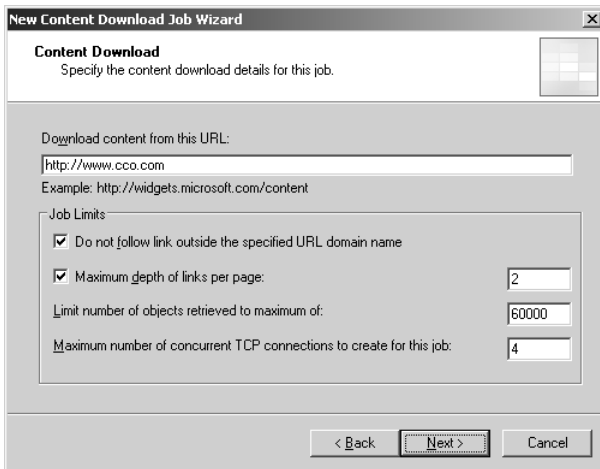 New Content Download Job Wizard
Content Download
Specify the content download details for this job.
Download content from this URL:
http://www.cco.com
Example: http://widgets.microsoft.com/content
Job Limits
Do not follow link outside the specified URL domain name
Maximum depth of links per page: 2
Limit number of objects retrieved to maximum of: 60000
Maximum number of concurrent TCP connections to create for this job: 4
< Back Next > Cancel